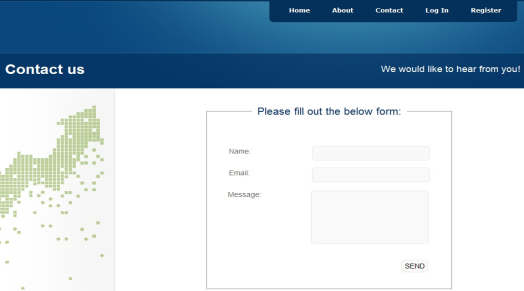 Home About Contact Log In Register
Contact us We would like to hear from you!
Please fill out the below form:
Name:
Email:
Message:
SEND